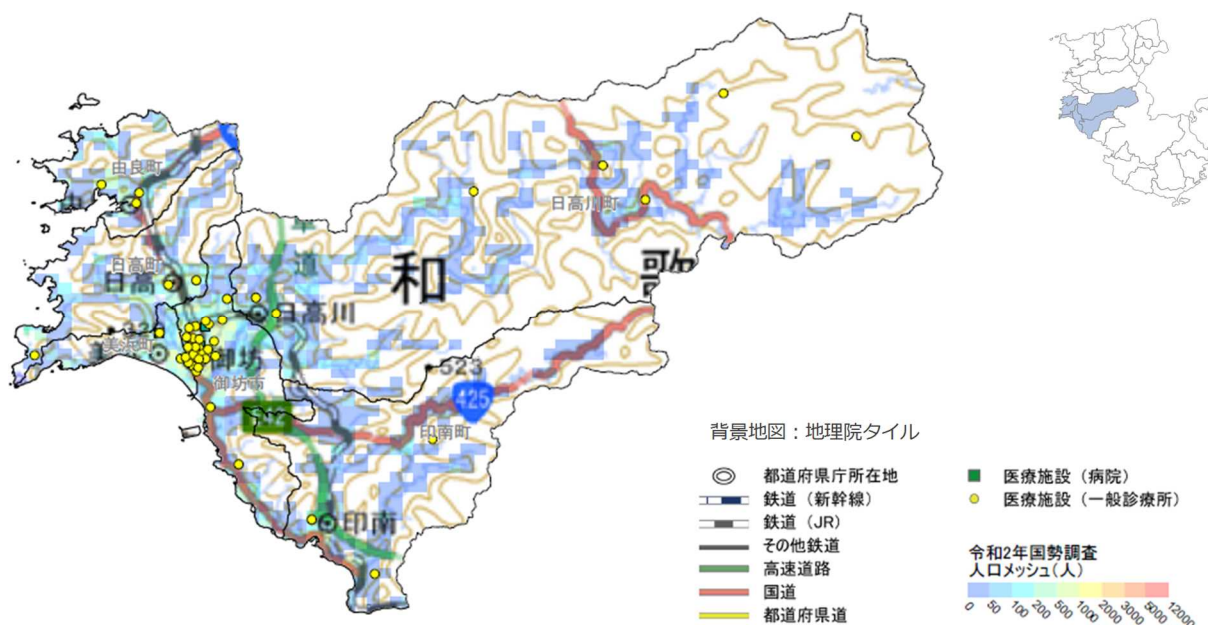 由良町
日高川町
道
和
歌
日高町
日高
日高川
美浜町
御坊
御坊市
523
425
印南町
印南
背景地図：地理院タイル
都道府県庁所在地
鉄道（新幹線）
鉄道（JR）
その他鉄道
高速道路
国道
都道府県道
医療施設（病院）
医療施設（一般診療所）
令和2年国勢調査
人口メッシュ(人)
0 50 100 200 500 1000 2000 3000 5000 12000